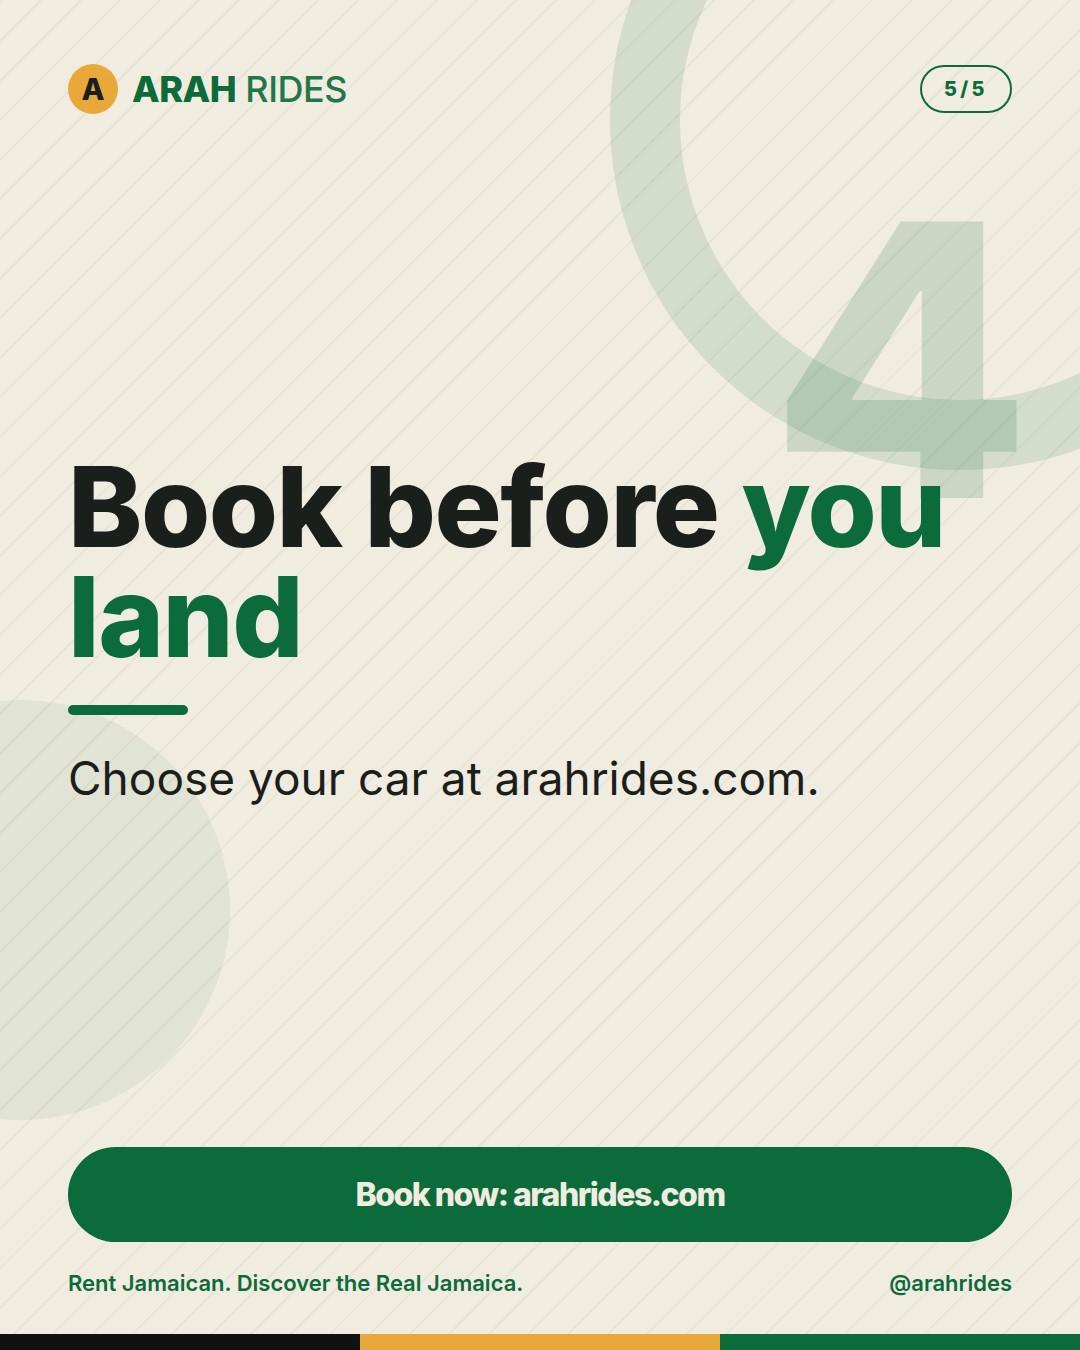 A ARAH RIDES
5/5
4
Book before you
land
Choose your car at arahrides.com.
Book now: arahrides.com
Rent Jamaican. Discover the Real Jamaica.
@arahrides